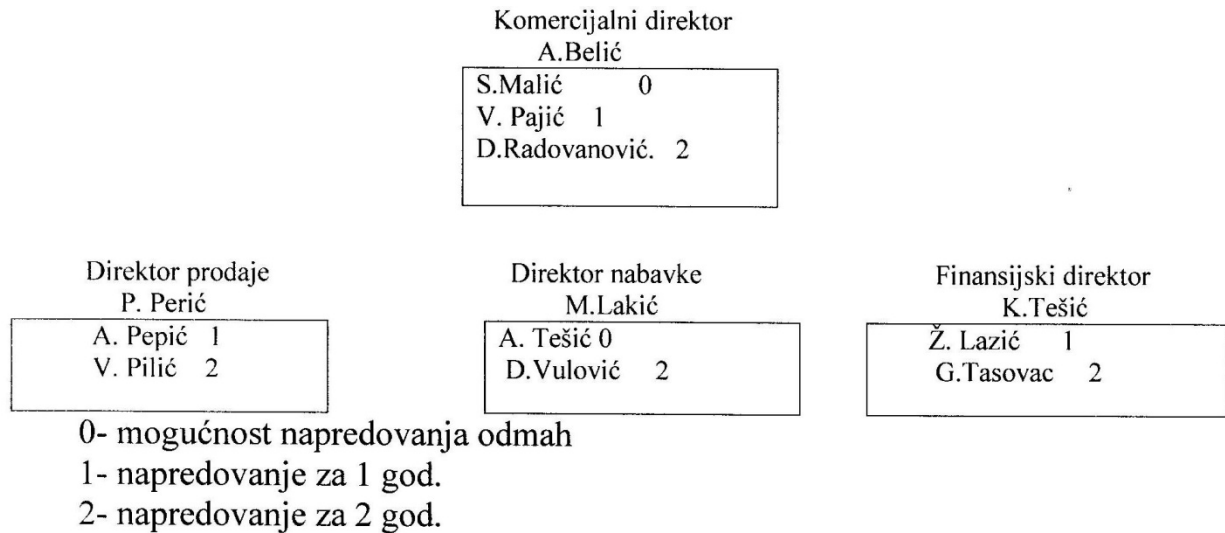 Komercijalni direktor
A.Belić
S.Malić 0
V. Pajić 1
D.Radovanović. 2
Direktor prodaje
P. Perić
A. Pepić 1
V. Pilić 2
Direktor nabavke
M.Lakić
A. Tešić 0
D.Vulović 2
Finansijski direktor
K.Tešić
Ž. Lazić 1
G.Tasovac 2
0- mogućnost napredovanja odmah
1- napredovanje za 1 god.
2- napredovanje za 2 god.